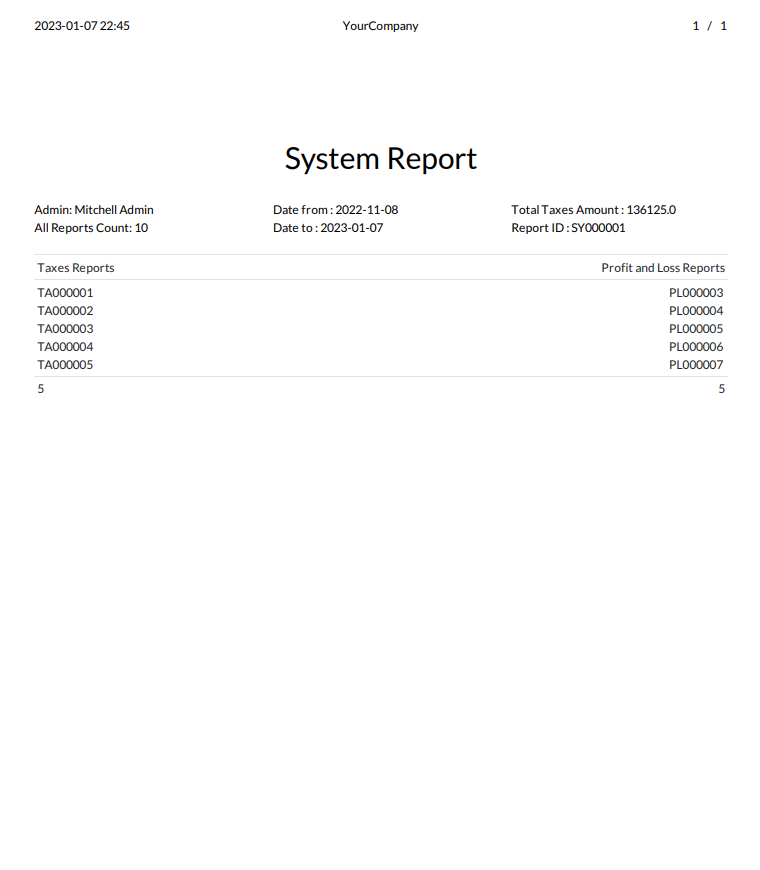 2023-01-07 22:45 YourCompany 1 / 1
System Report
Admin: Mitchell Admin Date from : 2022-11-08 Total Taxes Amount : 136125.0
All Reports Count: 10 Date to : 2023-01-07 Report ID : SY000001
Taxes Reports Profit and Loss Reports
TA000001 PL000003
TA000002 PL000004
TA000003 PL000005
TA000004 PL000006
TA000005 PL000007
5 5